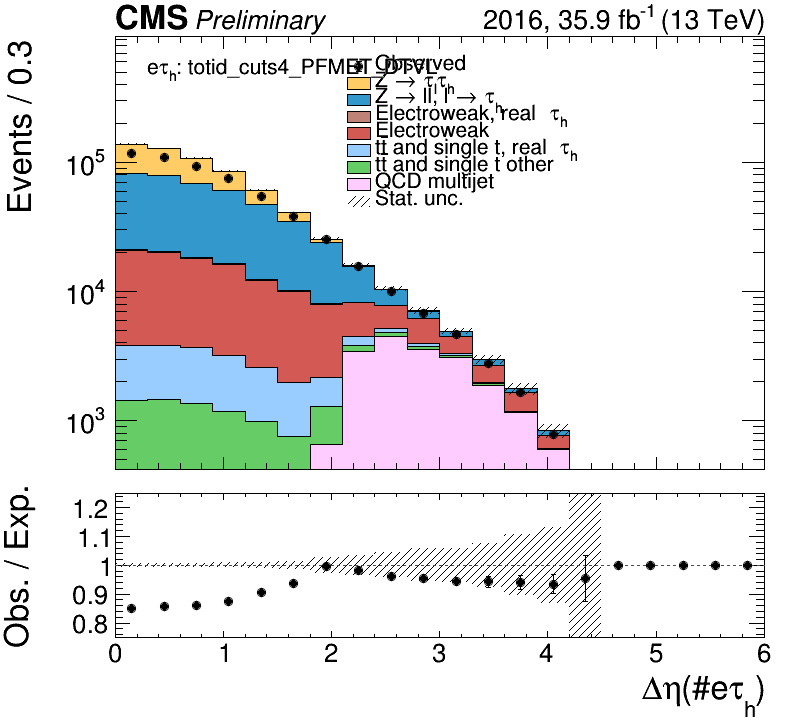 CMS Preliminary 2016, 35.9 fb⁻¹ (13 TeV)
eτₕ: totid_cuts4_PFMET_DTVL
Observed
Z → τₗτₕ
Z → ll, l → τₕ
Electroweak, real τₕ
Electroweak
tt and single t, real τₕ
tt and single t other
QCD multijet
Stat. unc.
Events / 0.3
10⁵
10⁴
10³
Obs. / Exp.
1.2
1.1
1
0.9
0.8
0 1 2 3 4 5 6
Δη(#eτₕ)